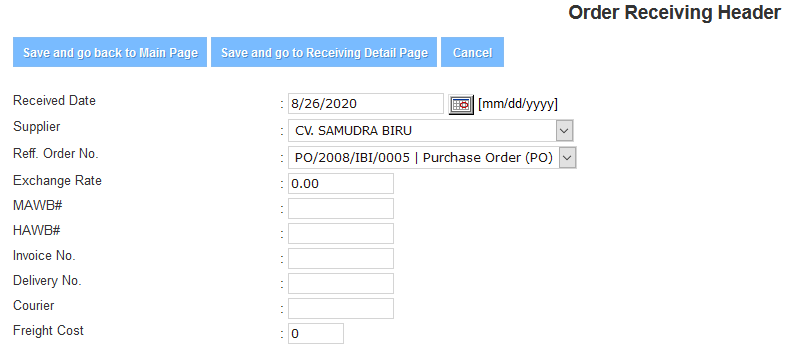 Order Receiving Header
Save and go back to Main Page Save and go to Receiving Detail Page Cancel
Received Date : 8/26/2020 [mm/dd/yyyy]
Supplier : CV. SAMUDRA BIRU
Reff. Order No. : PO/2008/IBI/0005 | Purchase Order (PO)
Exchange Rate : 0.00
MAWB# :
HAWB# :
Invoice No. :
Delivery No. :
Courier :
Freight Cost : 0